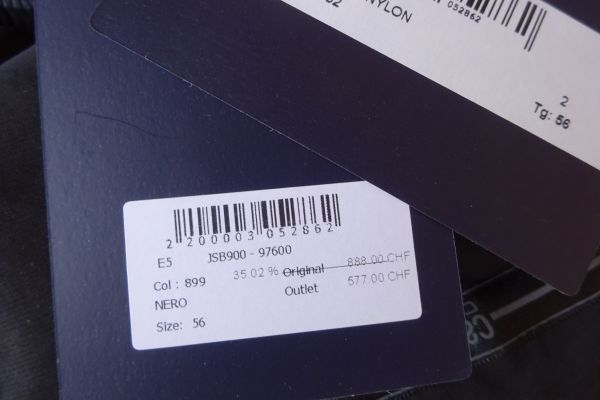 NYLON
052862
2
Tg: 56
2 200003 052862
E5 JSB900 - 97600
Col : 899 35.02 % Original 888.00 CHF
NERO Outlet 577.00 CHF
Size: 56